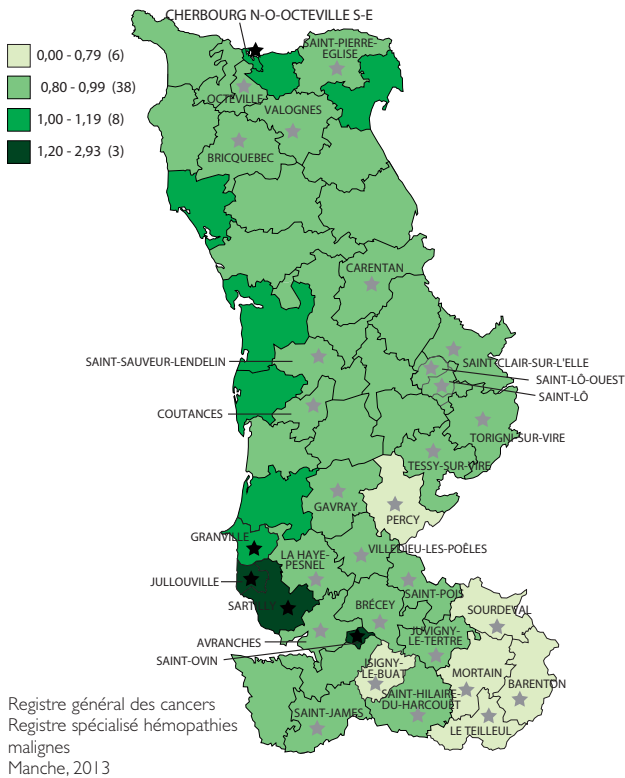 CHERBOURG N-O-OCTEVILLE S-E
0,00 - 0,79 (6)
0,80 - 0,99 (38)
1,00 - 1,19 (8)
1,20 - 2,93 (3)
SAINT-PIERRE-
EGLISE
OCTEVILLE
VALOGNES
BRICQUEBEC
CARENTAN
SAINT-SAUVEUR-LENDELIN
SAINT-CLAIR-SUR-L'ELLE
SAINT-LÔ-OUEST
SAINT-LÔ
COUTANCES
TORIGNI-SUR-VIRE
TESSY-SUR-VIRE
GAVRAY
PERCY
GRANVILLE
LA HAYE-
PESNEL
VILLEDIEU-LES-POÊLES
JULLOUVILLE
SAINT-POIS
SARTILLY
BRÉCEY
SOURDEVAL
AVRANCHES
JUVIGNY-
LE-TERTRE
SAINT-OVIN
ISIGNY-
LE-BUAT
MORTAIN
BARENTON
SAINT-HILAIRE-
DU-HARCOUËT
SAINT-JAMES
LE TEILLEUL
Registre général des cancers
Registre spécialisé hémopathies
malignes
Manche, 2013